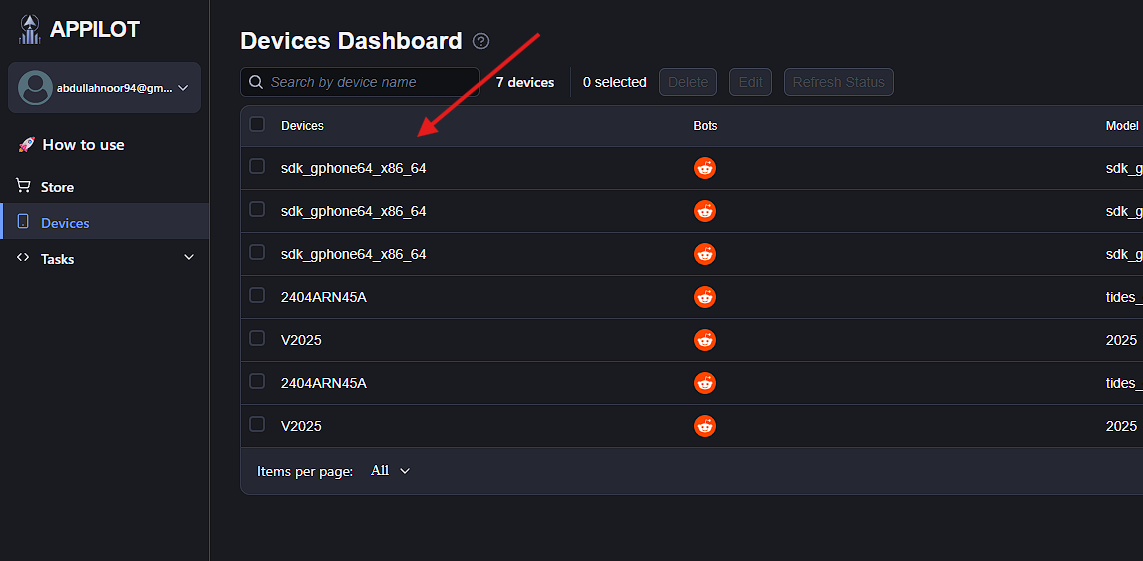 APPILOT
abdullahnoor94@gm...
How to use
Store
Devices
Tasks
Devices Dashboard
Search by device name
7 devices
0 selected
Delete
Edit
Refresh Status
Devices Bots Model
sdk_gphone64_x86_64 sdk_g
sdk_gphone64_x86_64 sdk_g
sdk_gphone64_x86_64 sdk_g
2404ARN45A tides_
V2025 2025
2404ARN45A tides_
V2025 2025
Items per page: All